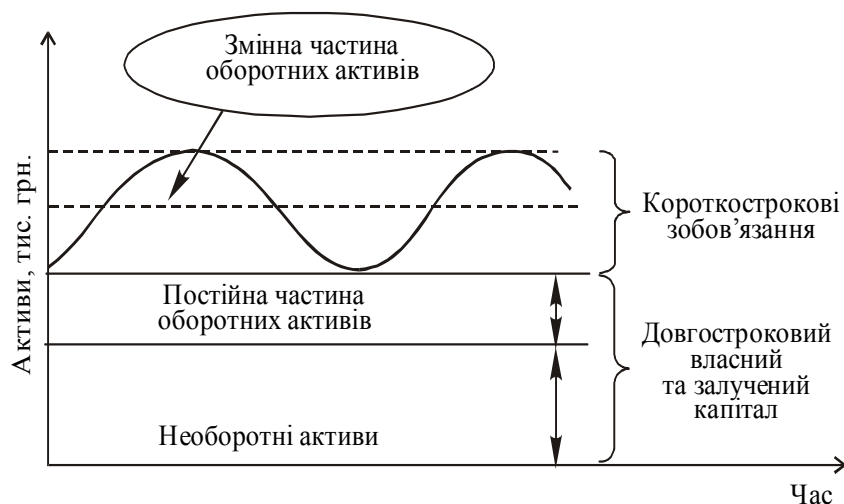 Змінна частина
оборотних активів
Активи, тис. грн.
Короткострокові
зобов’язання
Постійна частина
оборотних активів
Довгостроковий
власний
та залучений
капітал
Необоротні активи
Час